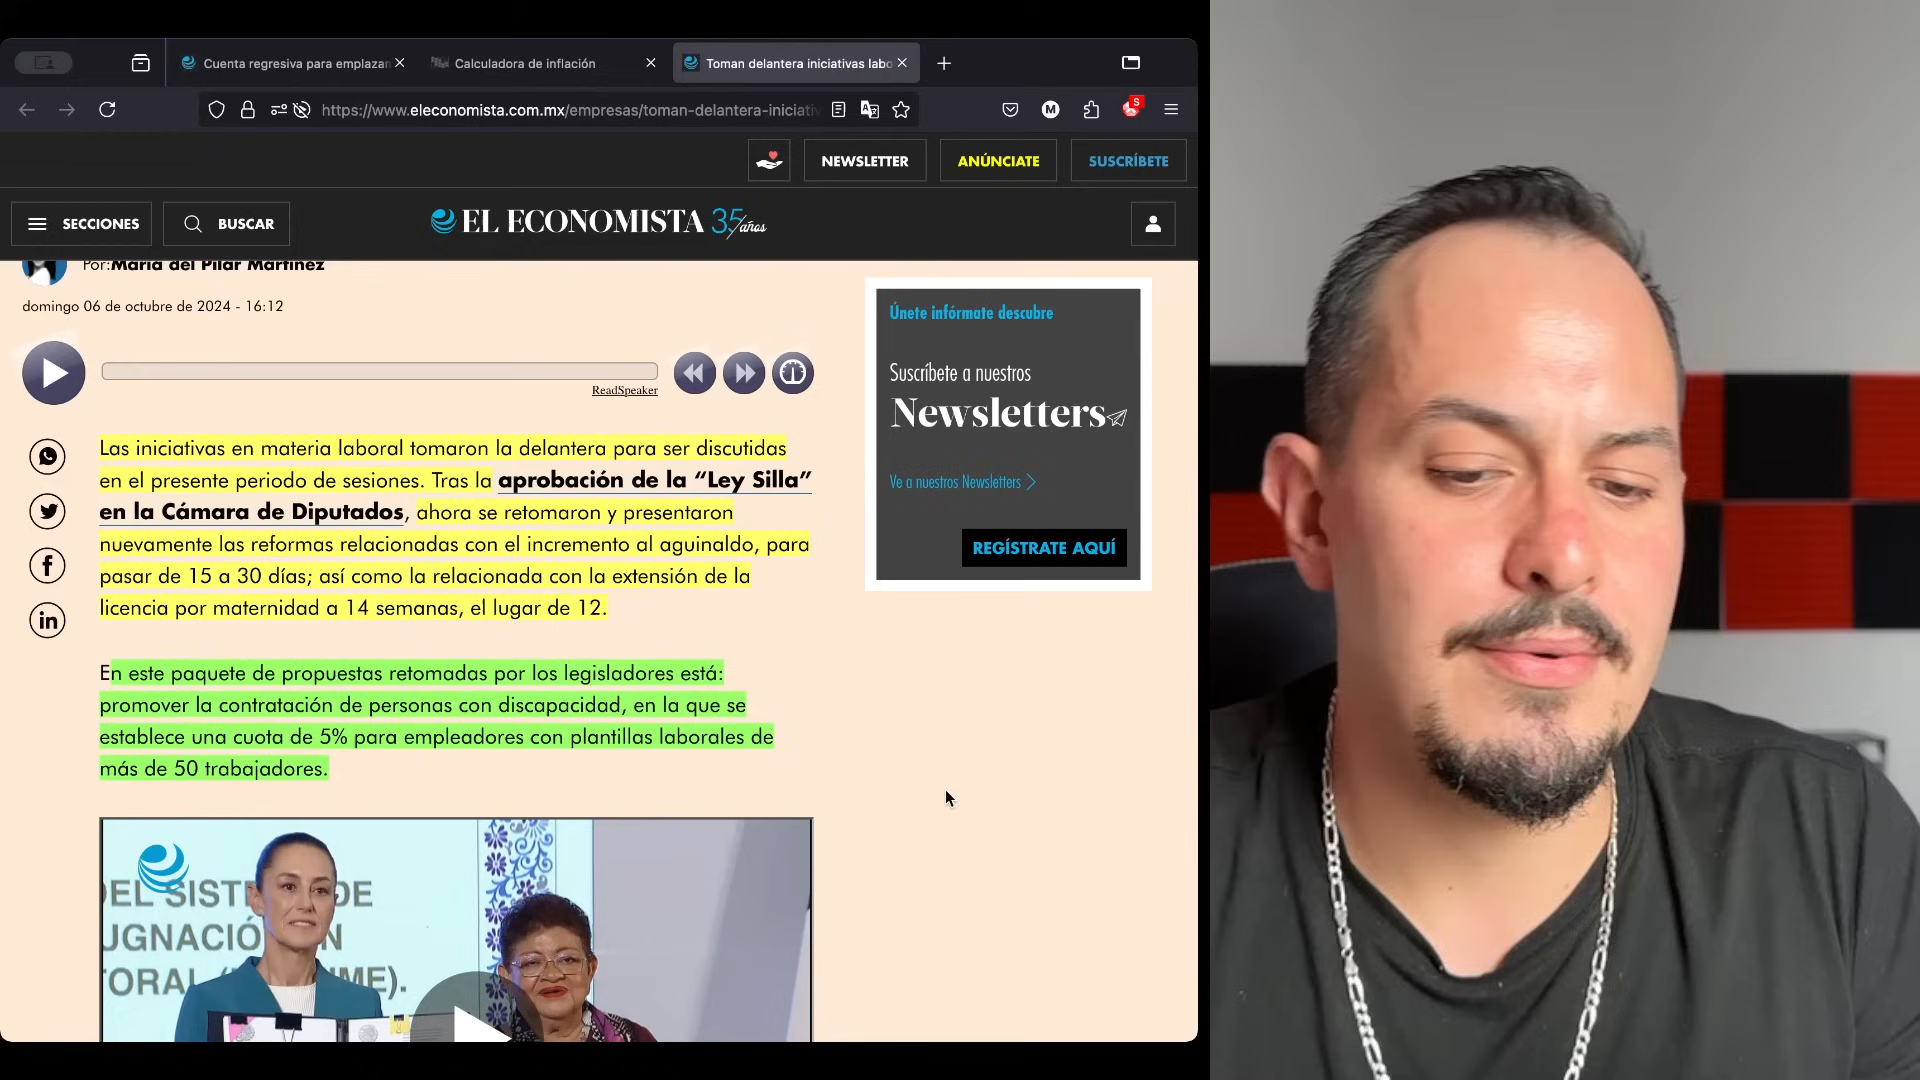 Cuenta regresiva para emplazan
Calculadora de inflación
Toman delantera iniciativas labo
https://www.eleconomista.com.mx/empresas/toman-delantera-iniciativ
M
S
NEWSLETTER
ANÚNCIATE
SUSCRÍBETE
SECCIONES
BUSCAR
EL ECONOMISTA 35 años
Por:María del Pilar Martínez
domingo 06 de octubre de 2024 - 16:12
ReadSpeaker
Las iniciativas en materia laboral tomaron la delantera para ser discutidas
en el presente periodo de sesiones. Tras la aprobación de la “Ley Silla”
en la Cámara de Diputados, ahora se retomaron y presentaron
nuevamente las reformas relacionadas con el incremento al aguinaldo, para
pasar de 15 a 30 días; así como la relacionada con la extensión de la
licencia por maternidad a 14 semanas, el lugar de 12.
En este paquete de propuestas retomadas por los legisladores está:
promover la contratación de personas con discapacidad, en la que se
establece una cuota de 5% para empleadores con plantillas laborales de
más de 50 trabajadores.
Únete infórmate descubre
Suscríbete a nuestros
Newsletters
Ve a nuestros Newsletters
REGÍSTRATE AQUÍ
DEL SISTEMA DE
UGNACIÓN EN
TORAL
ME).